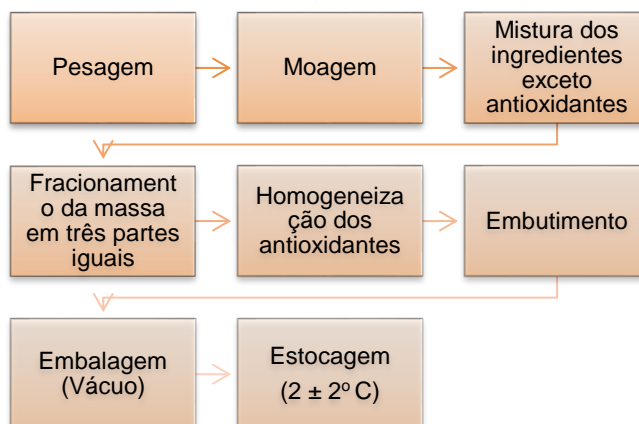 Pesagem
Moagem
Mistura dos
ingredientes
exceto
antioxidantes
Fracionament
o da massa
em três partes
iguais
Homogeneiza
ção dos
antioxidantes
Embutimento
Embalagem
(Vácuo)
Estocagem
(2 ± 2º C)